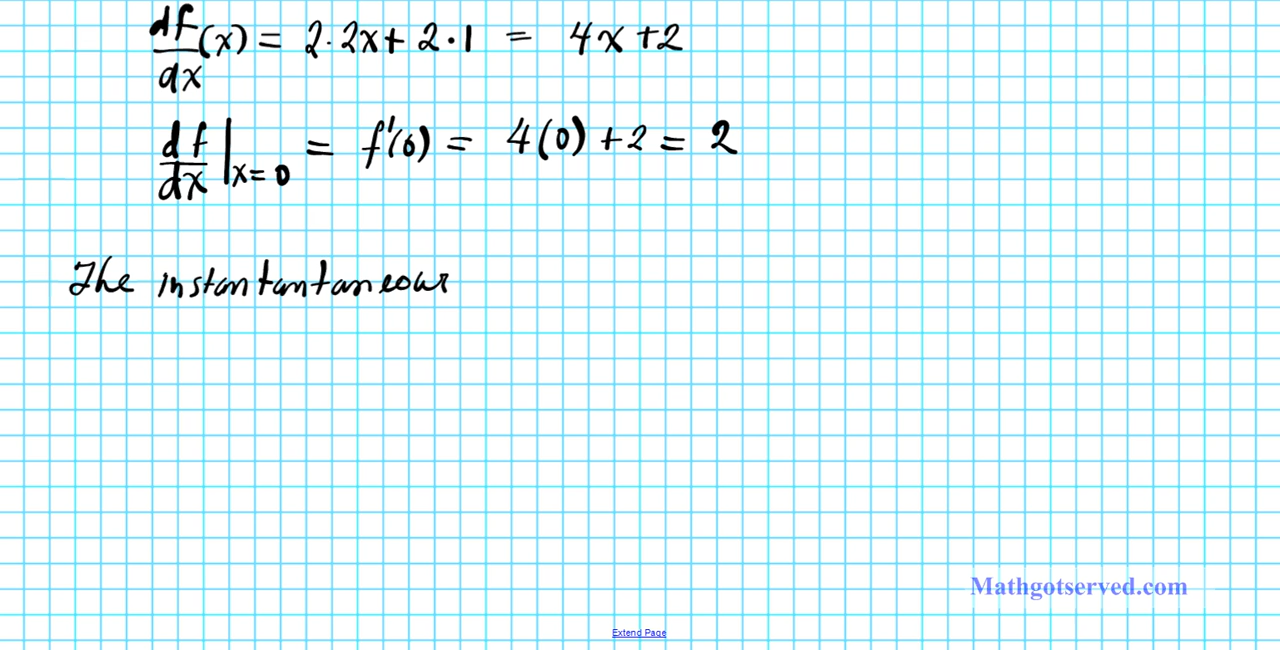 df/dx (x) = 2·2x + 2·1 = 4x + 2
df/dx |x=0 = f'(0) = 4(0) + 2 = 2
The instantantaneous
Mathgotserved.com
Extend Page